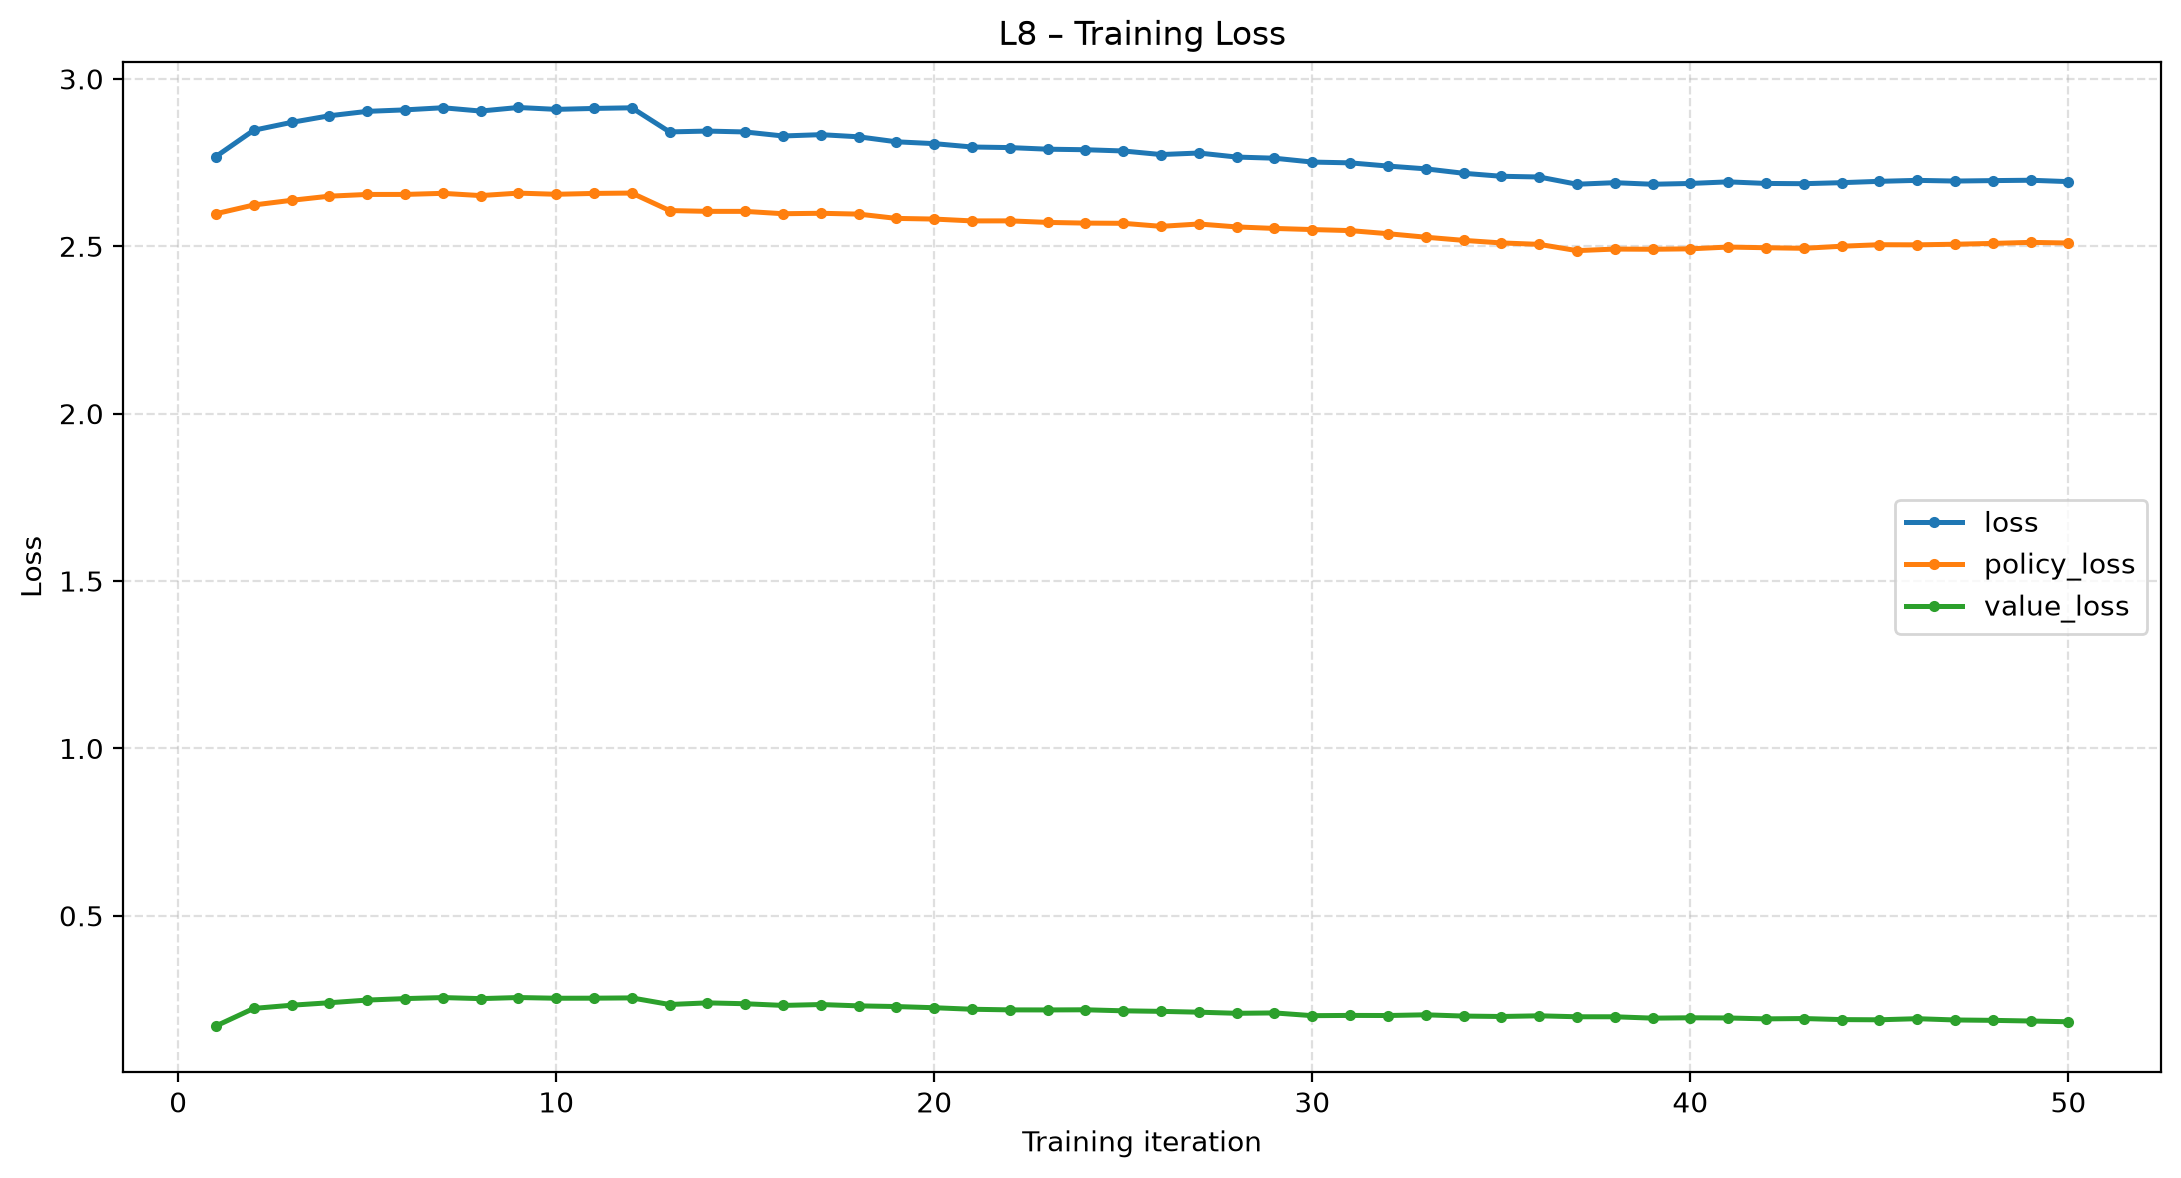 L8 – Training Loss
3.0
2.5
2.0
1.5
1.0
0.5
Loss
loss
policy_loss
value_loss
0 10 20 30 40 50
Training iteration